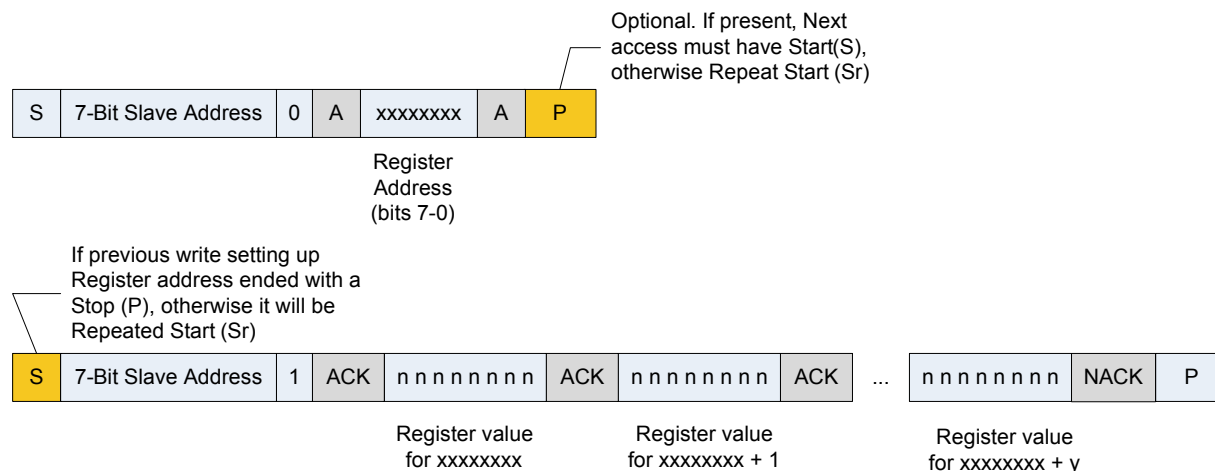 Optional. If present, Next
access must have Start(S),
otherwise Repeat Start (Sr)
S 7-Bit Slave Address 0 A xxxxxxxx A P
Register
Address
(bits 7-0)
If previous write setting up
Register address ended with a
Stop (P), otherwise it will be
Repeated Start (Sr)
S 7-Bit Slave Address 1 ACK n n n n n n n n ACK n n n n n n n n ACK ... n n n n n n n n NACK P
Register value
for xxxxxxxx
Register value
for xxxxxxxx + 1
Register value
for xxxxxxxx + y